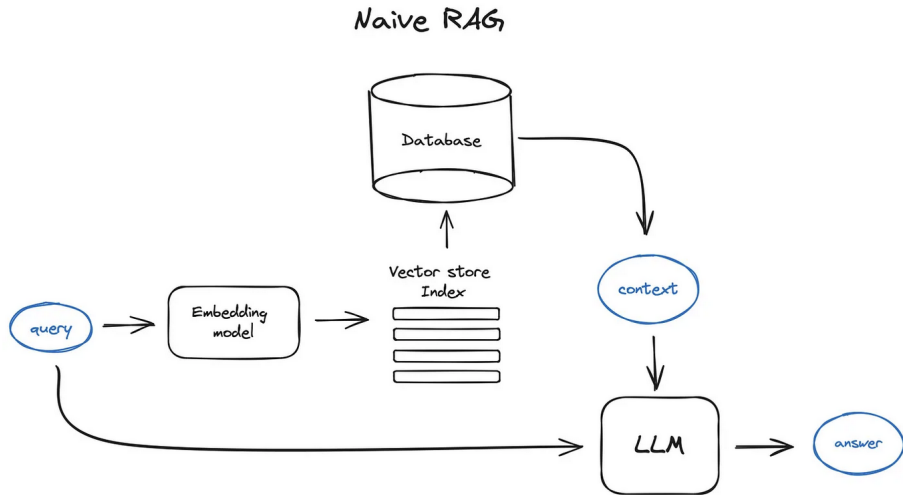 Naive RAG
Database
Vector store
Index
context
query
Embedding
model
LLM
answer